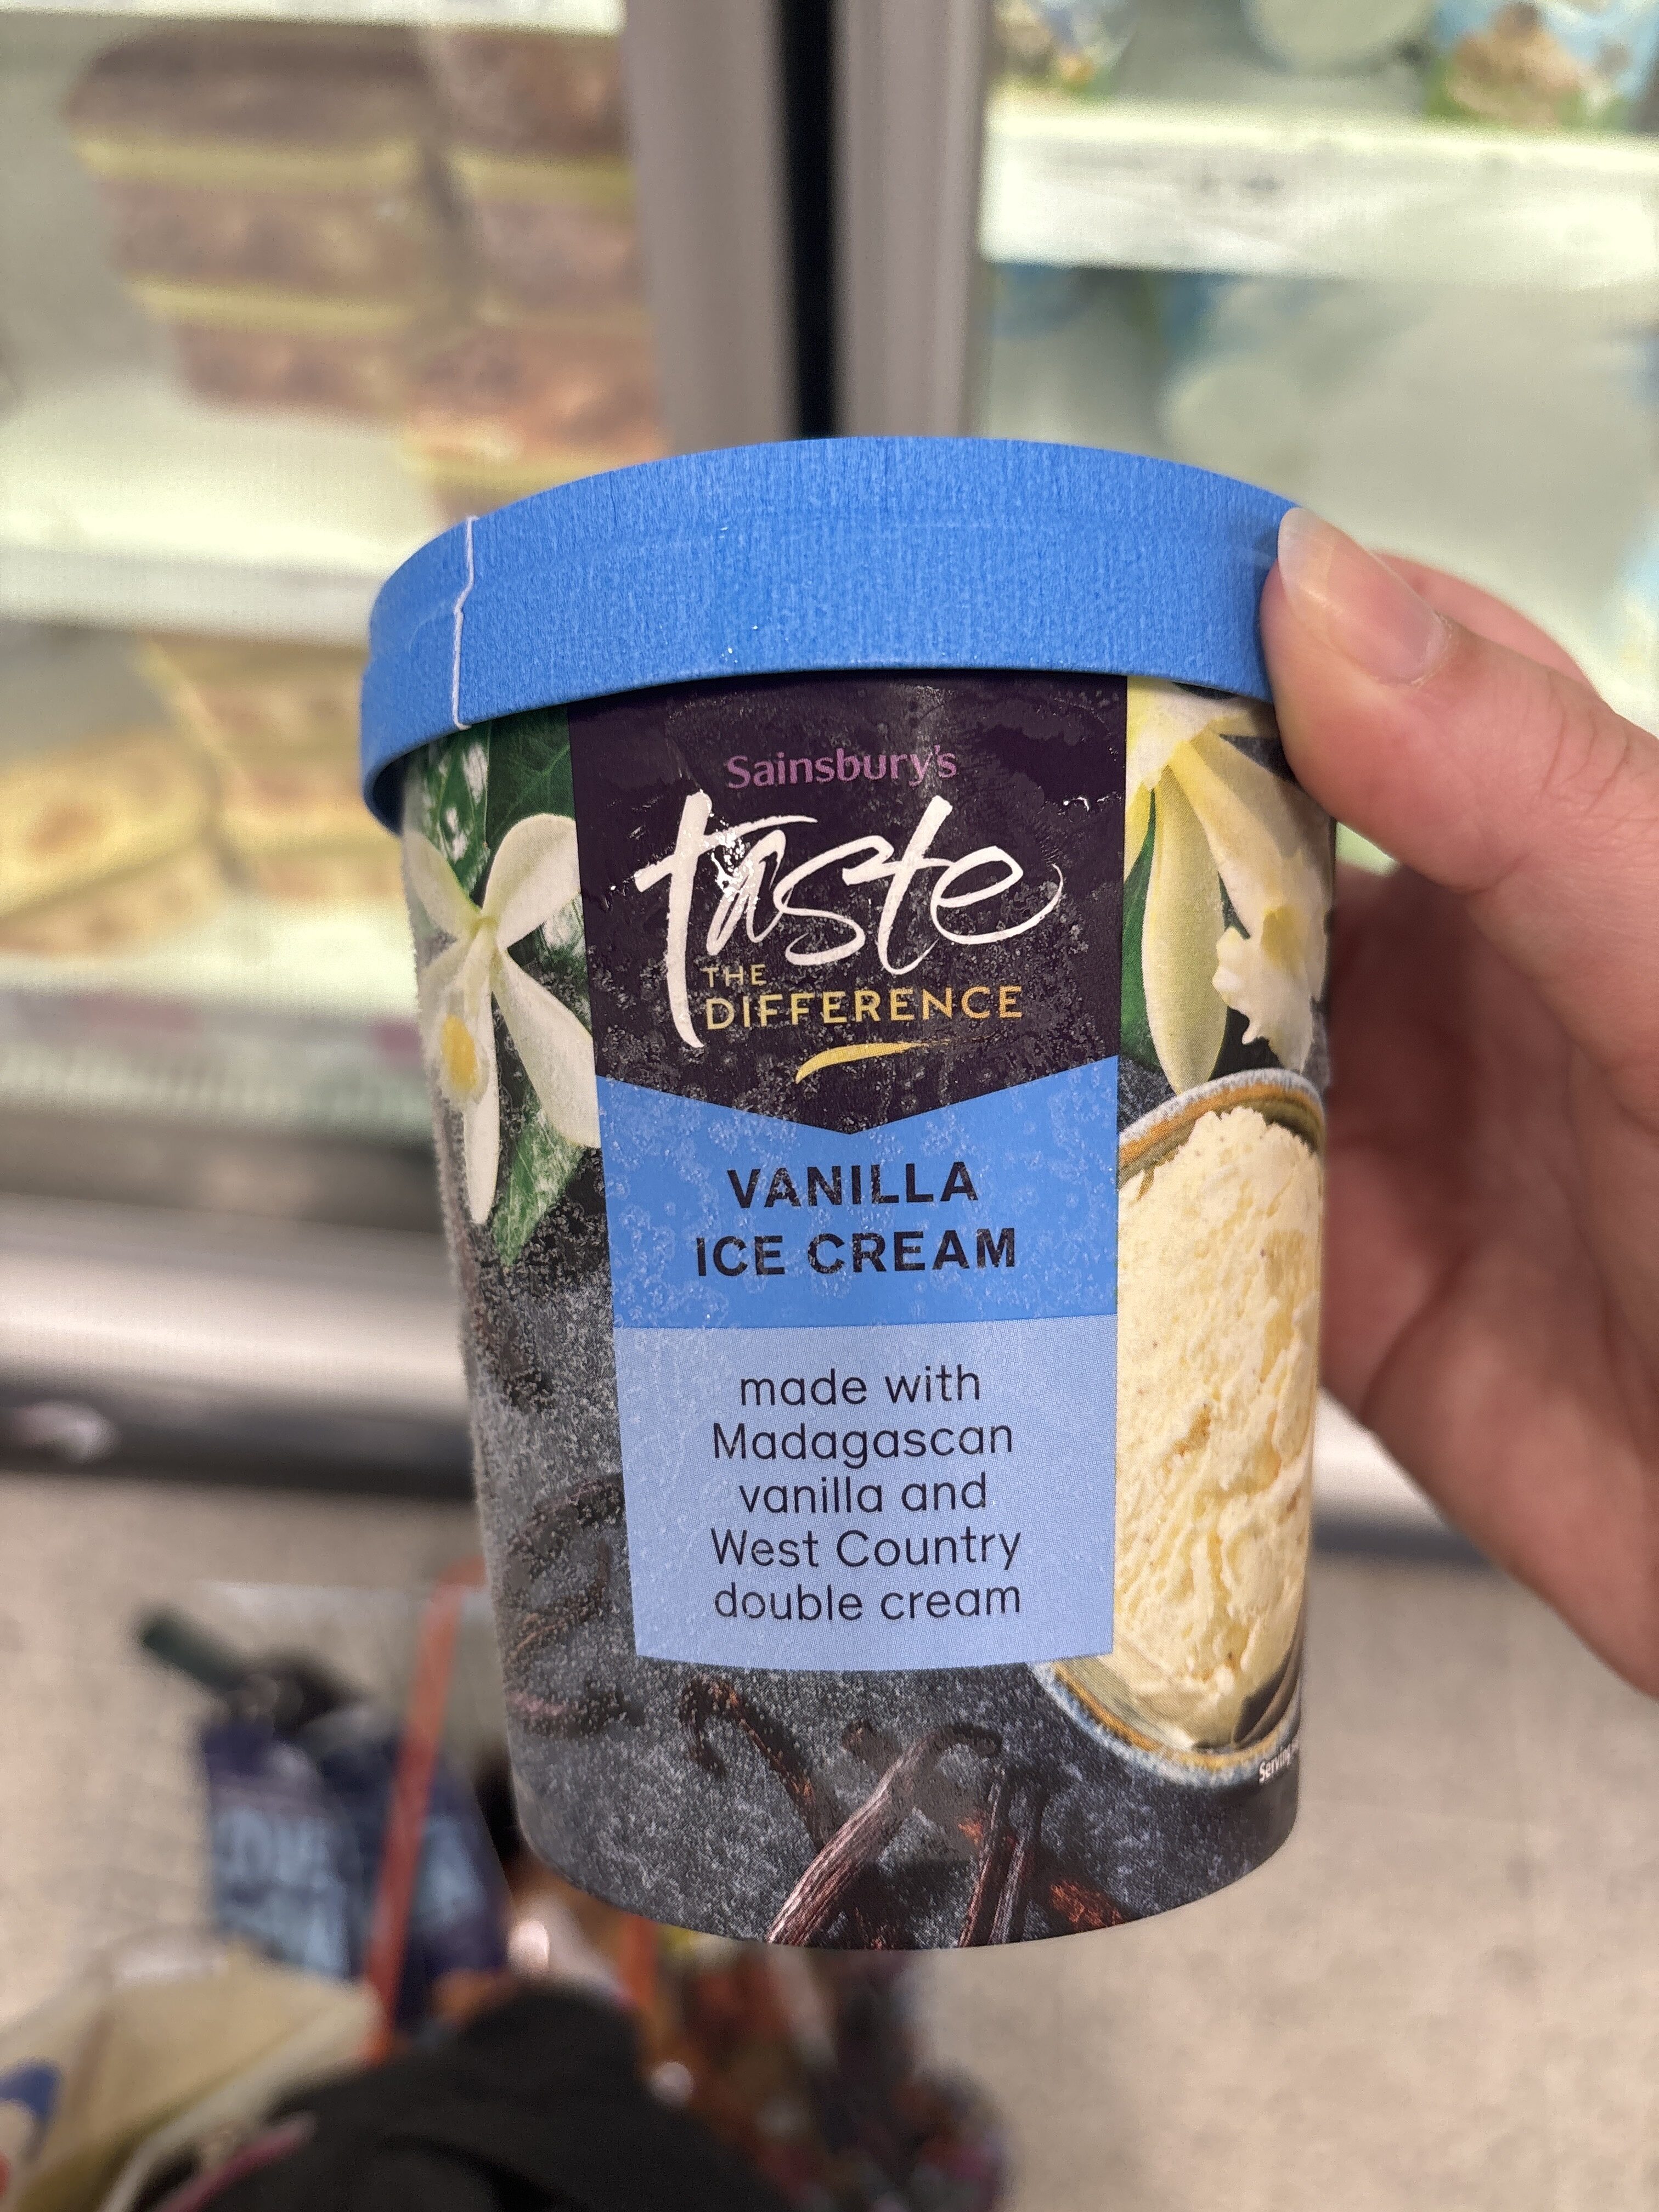 Sainsbury's
taste
THE
DIFFERENCE
VANILLA
ICE CREAM
made with
Madagascan
vanilla and
West Country
double cream